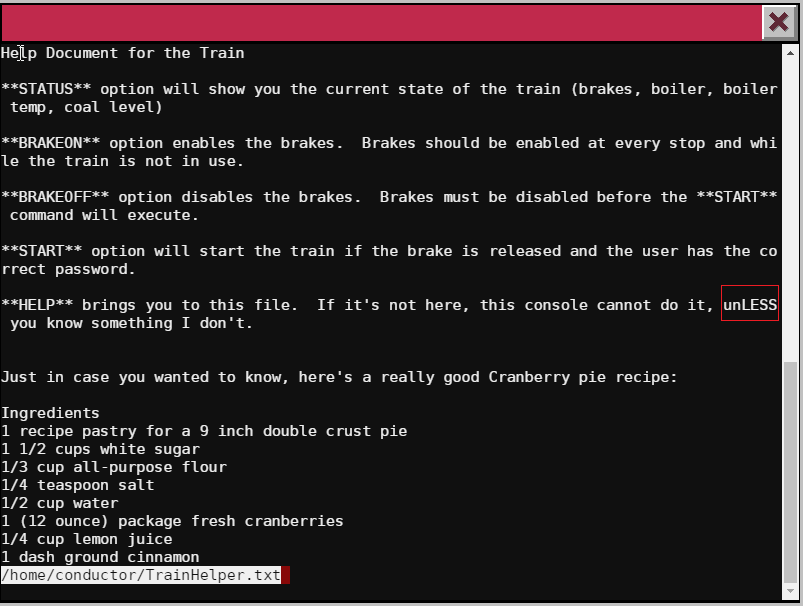 Help Document for the Train
**STATUS** option will show you the current state of the train (brakes, boiler, boiler
 temp, coal level)
**BRAKEON** option enables the brakes.  Brakes should be enabled at every stop and whi
le the train is not in use.
**BRAKEOFF** option disables the brakes.  Brakes must be disabled before the **START**
 command will execute.
**START** option will start the train if the brake is released and the user has the co
rrect password.
**HELP** brings you to this file.  If it's not here, this console cannot do it, unLESS
 you know something I don't.
Just in case you wanted to know, here's a really good Cranberry pie recipe:
Ingredients
1 recipe pastry for a 9 inch double crust pie
1 1/2 cups white sugar
1/3 cup all-purpose flour
1/4 teaspoon salt
1/2 cup water
1 (12 ounce) package fresh cranberries
1/4 cup lemon juice
1 dash ground cinnamon
/home/conductor/TrainHelper.txt